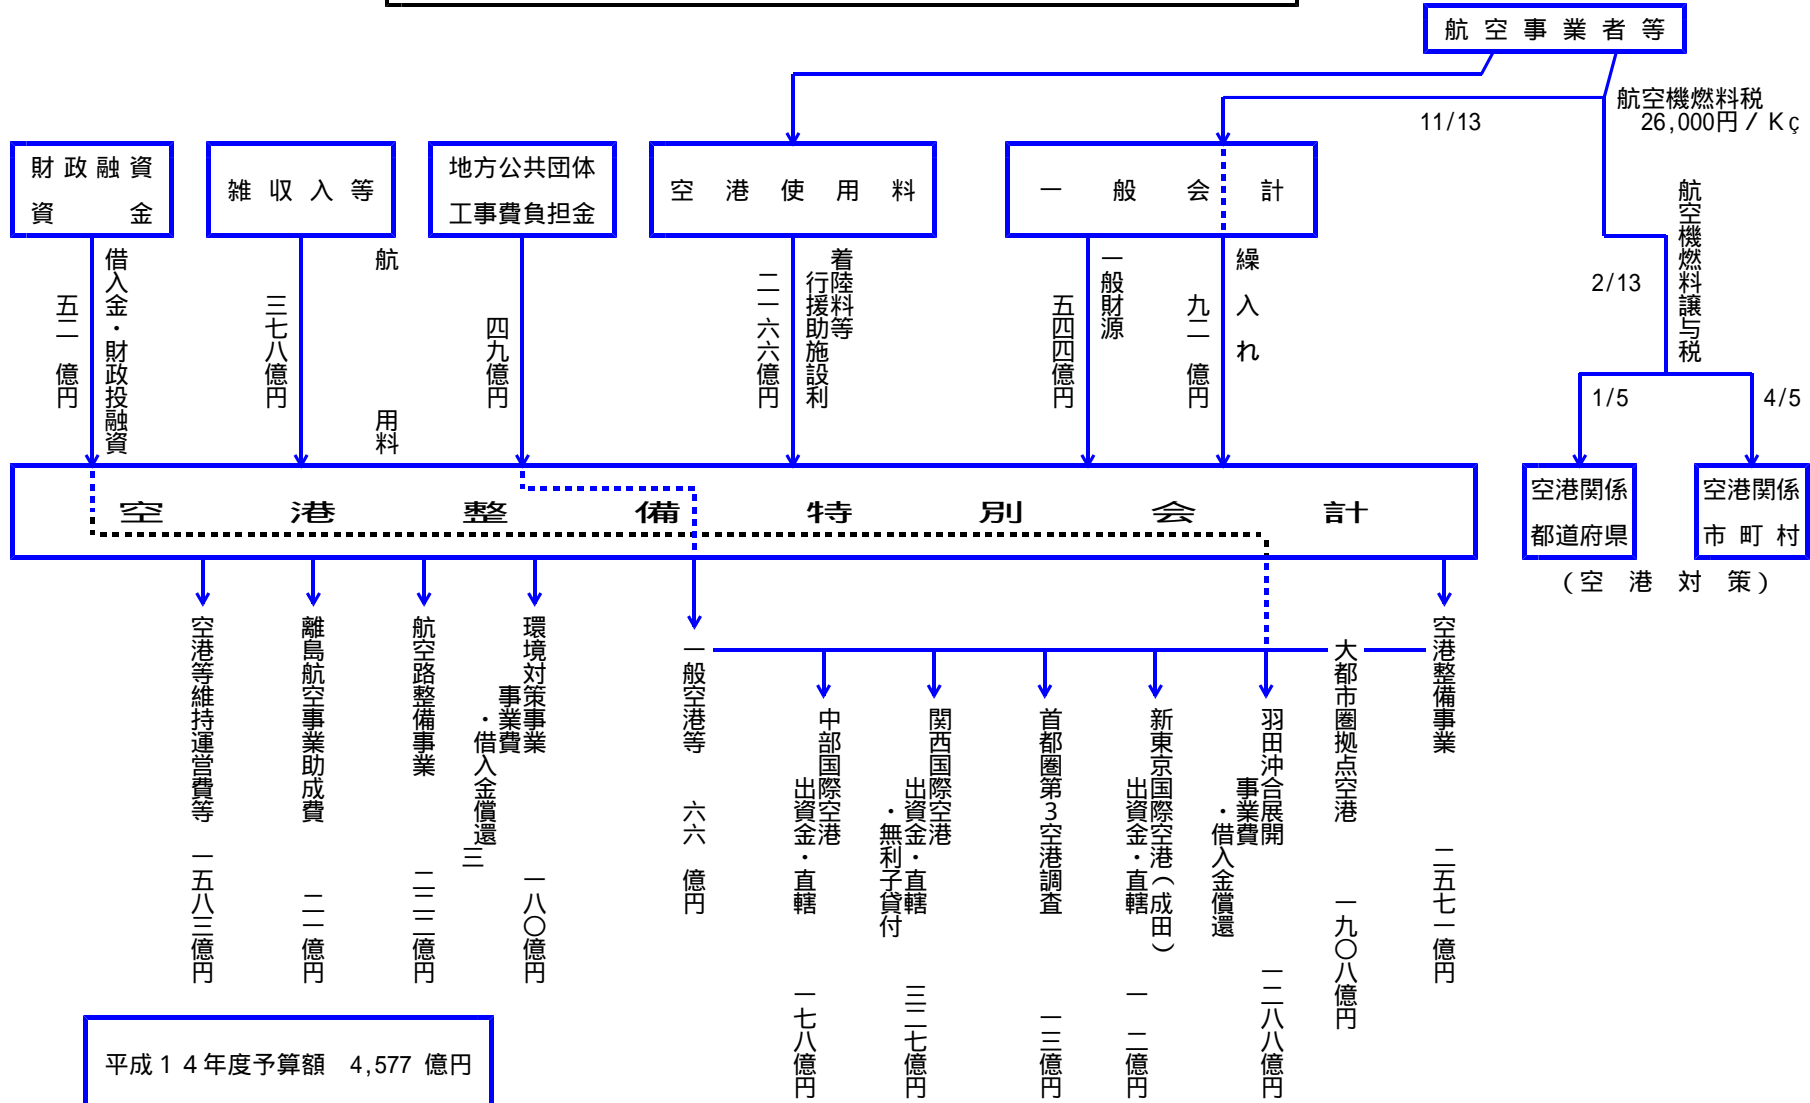 航空事業者等
航空機燃料税
26,000円／Kç
11/13
財政融資
資金
雑収入等
地方公共団体
工事費負担金
空港使用料
一般会計
借入金・財政投融資
五二　億円
三七八億円
航
用料
四九億円
着陸料等
行援助施設利
二一六六億円
一般財源
五四四億円
繰入れ
九二　億円
2/13
航空機燃料譲与税
1/5
4/5
空港整備特別会計
空港関係
都道府県
空港関係
市町村
（空港対策）
空港等維持運営費等　一五八三億円
離島航空事業助成費　二一億円
航空路整備事業　二二二億円
環境対策事業　一八〇億円
事業費
・借入金償還
三
一般空港等　六六　億円
中部国際空港
出資金・直轄　一七八億円
関西国際空港
出資金・直轄　三二七億円
・無利子貸付
首都圏第3空港調査　一三億円
新東京国際空港（成田）
出資金・直轄　一　二億円
羽田沖合展開　一二八八億円
事業費
・借入金償還
大都市圏拠点空港　一九〇八億円
空港整備事業　二五七一億円
平成１４年度予算額　4,577 億円